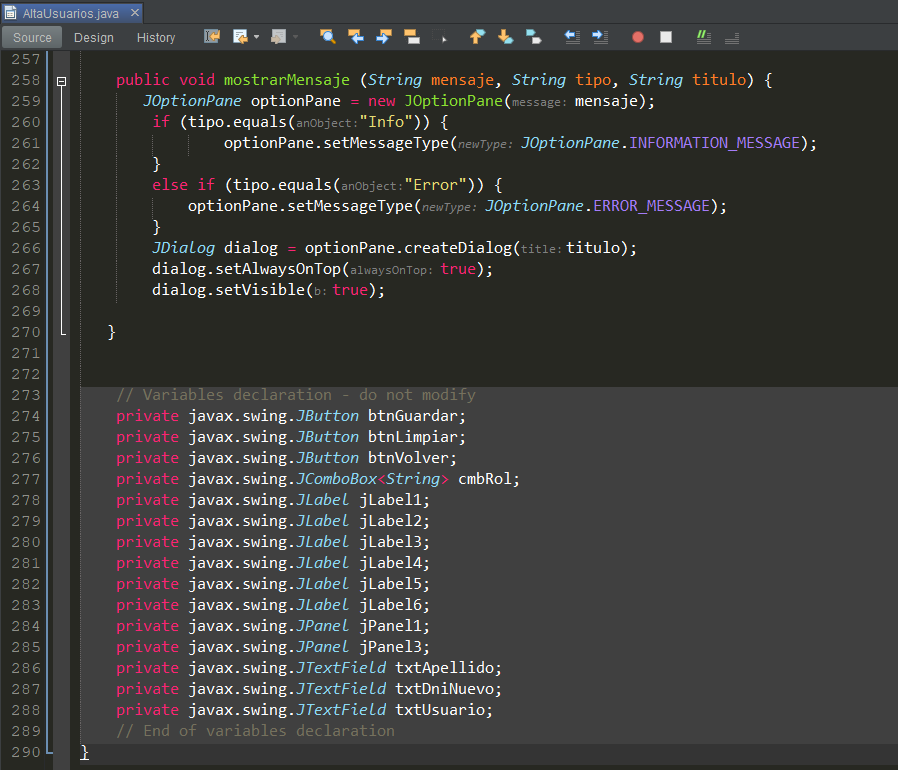 AltaUsuarios.java
Source Design History
257
258 public void mostrarMensaje (String mensaje, String tipo, String titulo) {
259 JOptionPane optionPane = new JOptionPane(message: mensaje);
260 if (tipo.equals(anObject:"Info")) {
261 optionPane.setMessageType(newType: JOptionPane.INFORMATION_MESSAGE);
262 }
263 else if (tipo.equals(anObject:"Error")) {
264 optionPane.setMessageType(newType: JOptionPane.ERROR_MESSAGE);
265 }
266 JDialog dialog = optionPane.createDialog(title: titulo);
267 dialog.setAlwaysOnTop(alwaysOnTop: true);
268 dialog.setVisible(b: true);
269
270 }
271
272
273 // Variables declaration - do not modify
274 private javax.swing.JButton btnGuardar;
275 private javax.swing.JButton btnLimpiar;
276 private javax.swing.JButton btnVolver;
277 private javax.swing.JComboBox<String> cmbRol;
278 private javax.swing.JLabel jLabel1;
279 private javax.swing.JLabel jLabel2;
280 private javax.swing.JLabel jLabel3;
281 private javax.swing.JLabel jLabel4;
282 private javax.swing.JLabel jLabel5;
283 private javax.swing.JLabel jLabel6;
284 private javax.swing.JPanel jPanel1;
285 private javax.swing.JPanel jPanel3;
286 private javax.swing.JTextField txtApellido;
287 private javax.swing.JTextField txtDniNuevo;
288 private javax.swing.JTextField txtUsuario;
289 // End of variables declaration
290 }